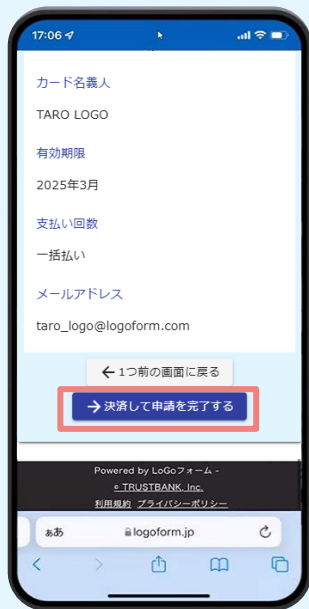 17:06
カード名義人
TARO LOGO
有効期限
2025年3月
支払い回数
一括払い
メールアドレス
taro_logo@logoform.com
←1つ前の画面に戻る
→決済して申請を完了する
Powered by LoGoフォーム -
© TRUSTBANK, Inc.
利用規約 プライバシーポリシー
ぁあ logoform.jp